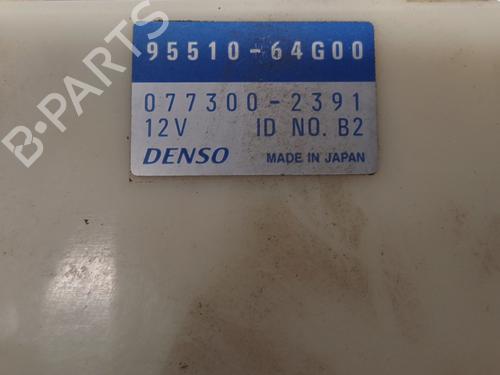 95510-64G00
077300-2391
12V ID NO. B2
DENSO MADE IN JAPAN
B-Parts